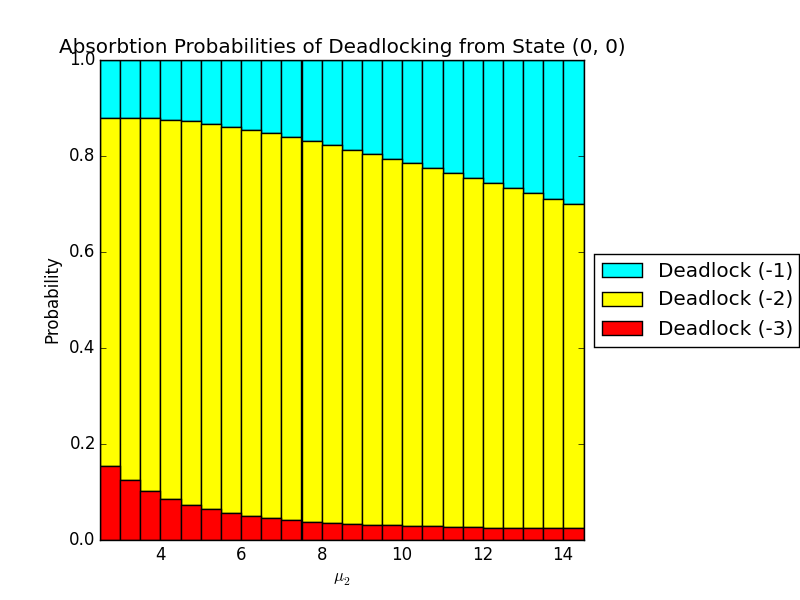 Absorbtion Probabilities of Deadlocking from State (0, 0)
1.0
0.8
0.6
0.4
0.2
0.0
Probability
4 6 8 10 12 14
μ₂
Deadlock (-1)
Deadlock (-2)
Deadlock (-3)